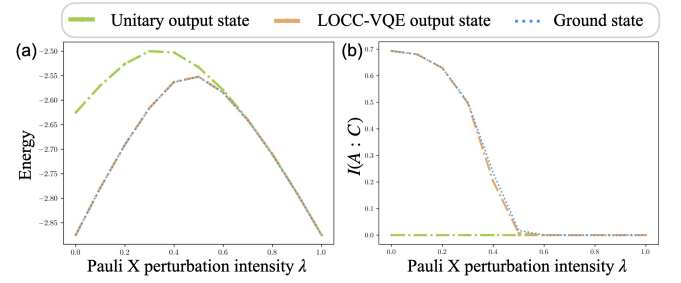 Unitary output state LOCC-VQE output state Ground state
(a) (b)
−2.50
−2.55
−2.60
−2.65
−2.70
−2.75
−2.80
−2.85
Energy
0.0 0.2 0.4 0.6 0.8 1.0
Pauli X perturbation intensity λ
0.7
0.6
0.5
0.4
0.3
0.2
0.1
0.0
I(A : C)
0.0 0.2 0.4 0.6 0.8 1.0
Pauli X perturbation intensity λ